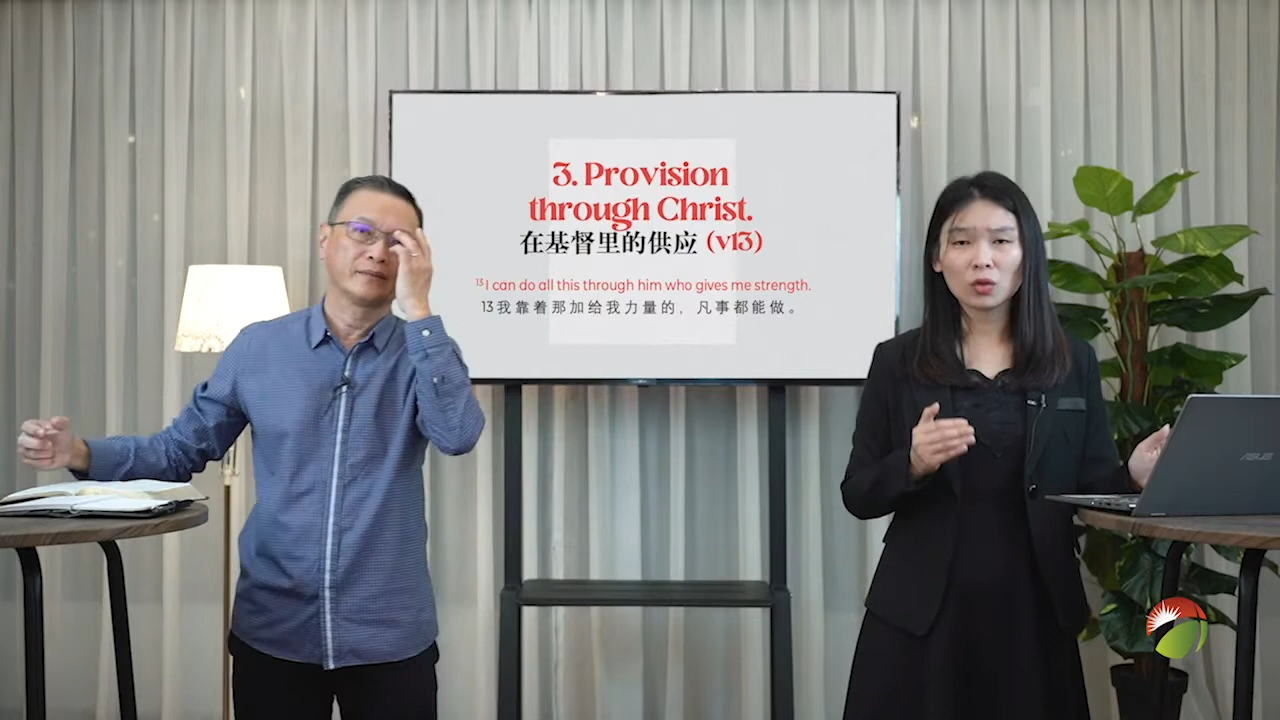 3. Provision
through Christ.
在基督里的供应 (v13)
13 I can do all this through him who gives me strength.
13 我靠着那加给我力量的，凡事都能做。
ASUS